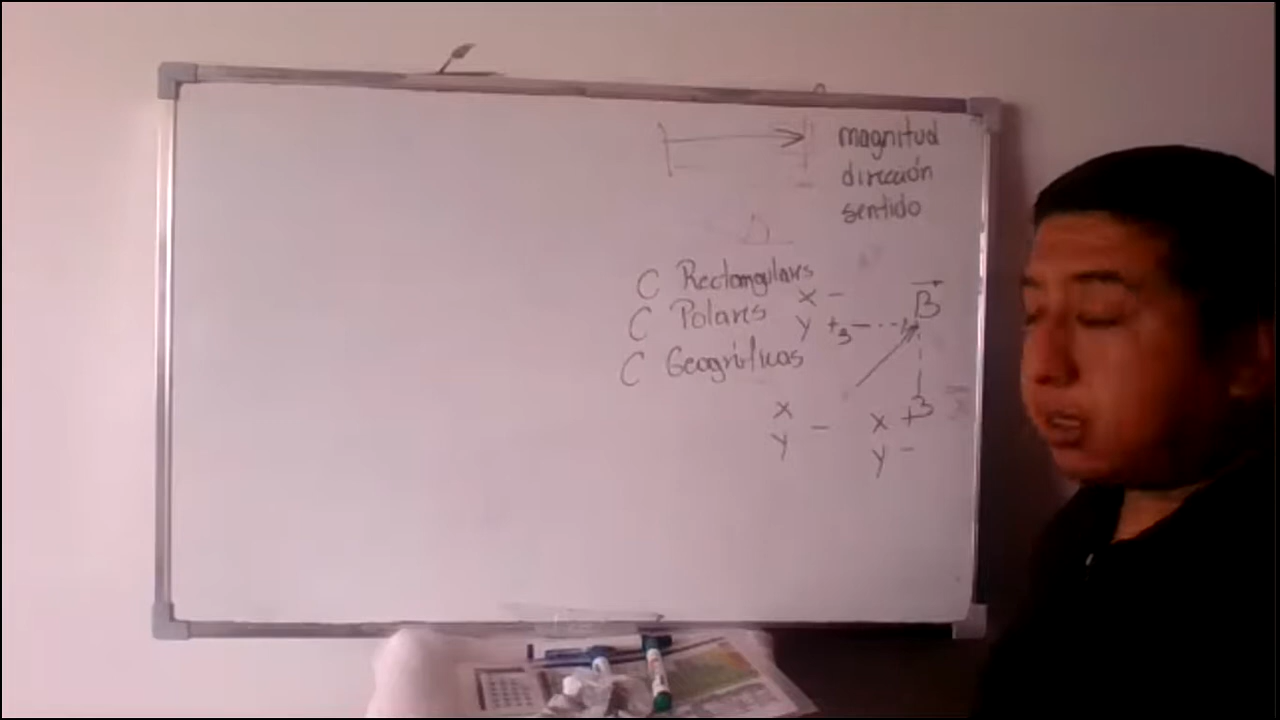 magnitud
dirección
sentido
C Rectangulares
C Polares
C Geográficas
X -
Y +3
B
3
X
Y -
X +
Y -